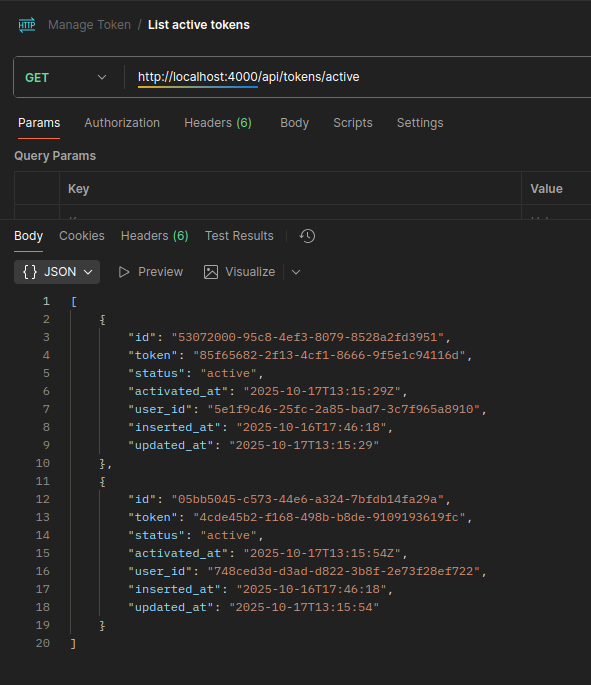 HTTP Manage Token / List active tokens
GET http://localhost:4000/api/tokens/active
Params Authorization Headers (6) Body Scripts Settings
Query Params
Key Value
Body Cookies Headers (6) Test Results
{ } JSON Preview Visualize
1 [
2 {
3 "id": "53072000-95c8-4ef3-8079-8528a2fd3951",
4 "token": "85f65682-2f13-4cf1-8666-9f5e1c94116d",
5 "status": "active",
6 "activated_at": "2025-10-17T13:15:29Z",
7 "user_id": "5e1f9c46-25fc-2a85-bad7-3c7f965a8910",
8 "inserted_at": "2025-10-16T17:46:18",
9 "updated_at": "2025-10-17T13:15:29"
10 },
11 {
12 "id": "05bb5045-c573-44e6-a324-7bfdb14fa29a",
13 "token": "4cde45b2-f168-498b-b8de-9109193619fc",
14 "status": "active",
15 "activated_at": "2025-10-17T13:15:54Z",
16 "user_id": "748ced3d-d3ad-d822-3b8f-2e73f28ef722",
17 "inserted_at": "2025-10-16T17:46:18",
18 "updated_at": "2025-10-17T13:15:54"
19 }
20 ]